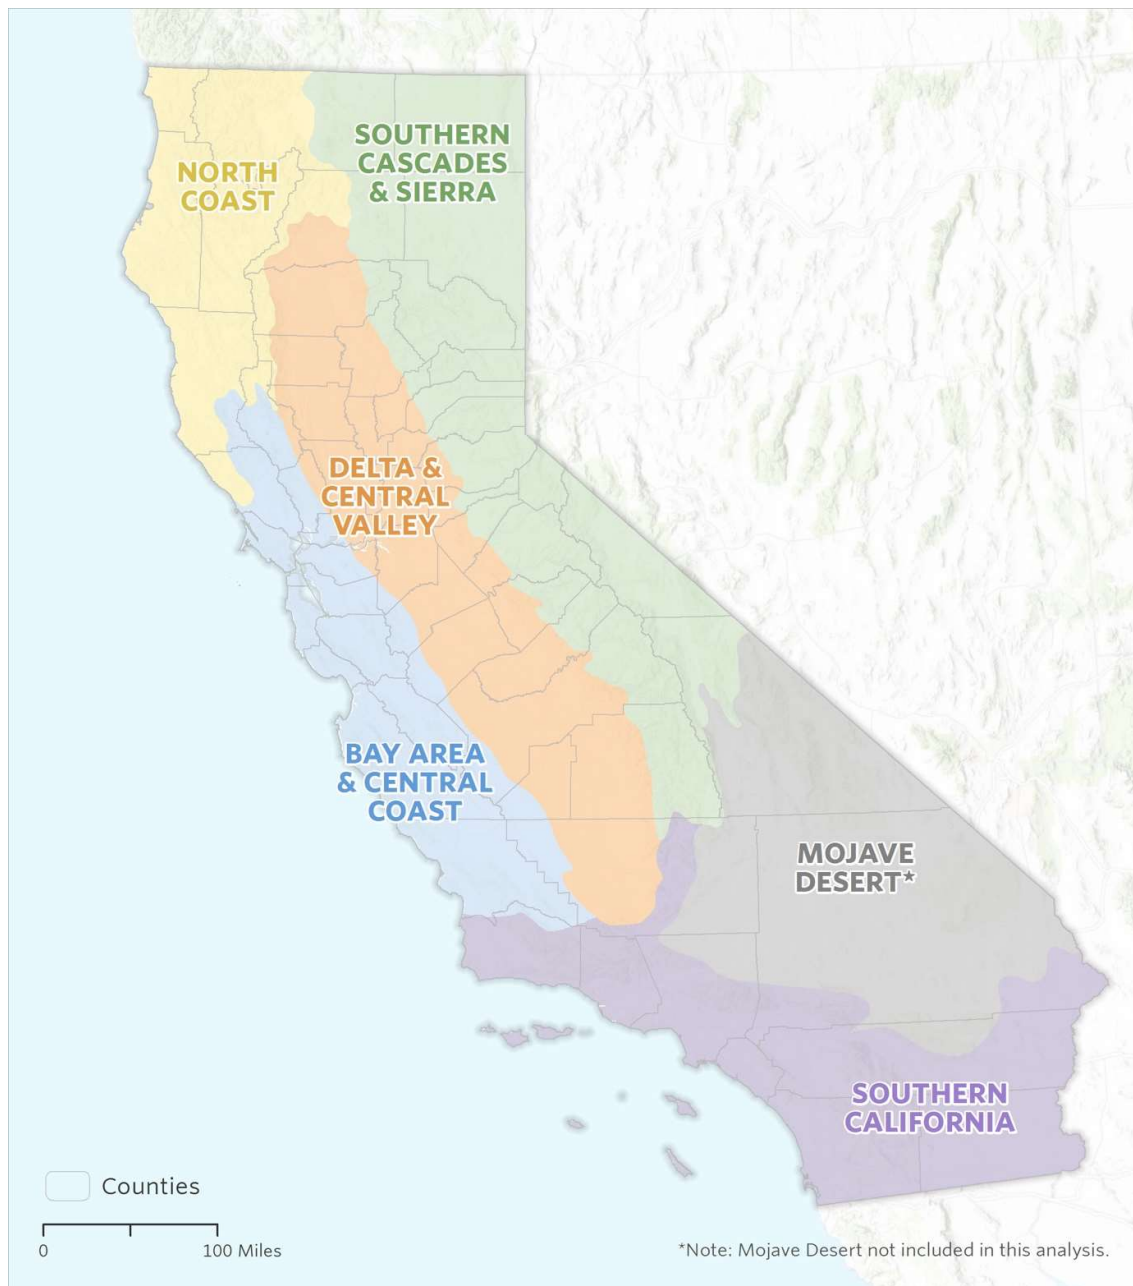 SOUTHERN
CASCADES
& SIERRA
NORTH
COAST
DELTA &
CENTRAL
VALLEY
BAY AREA
& CENTRAL
COAST
MOJAVE
DESERT*
SOUTHERN
CALIFORNIA
Counties
0 100 Miles
*Note: Mojave Desert not included in this analysis.